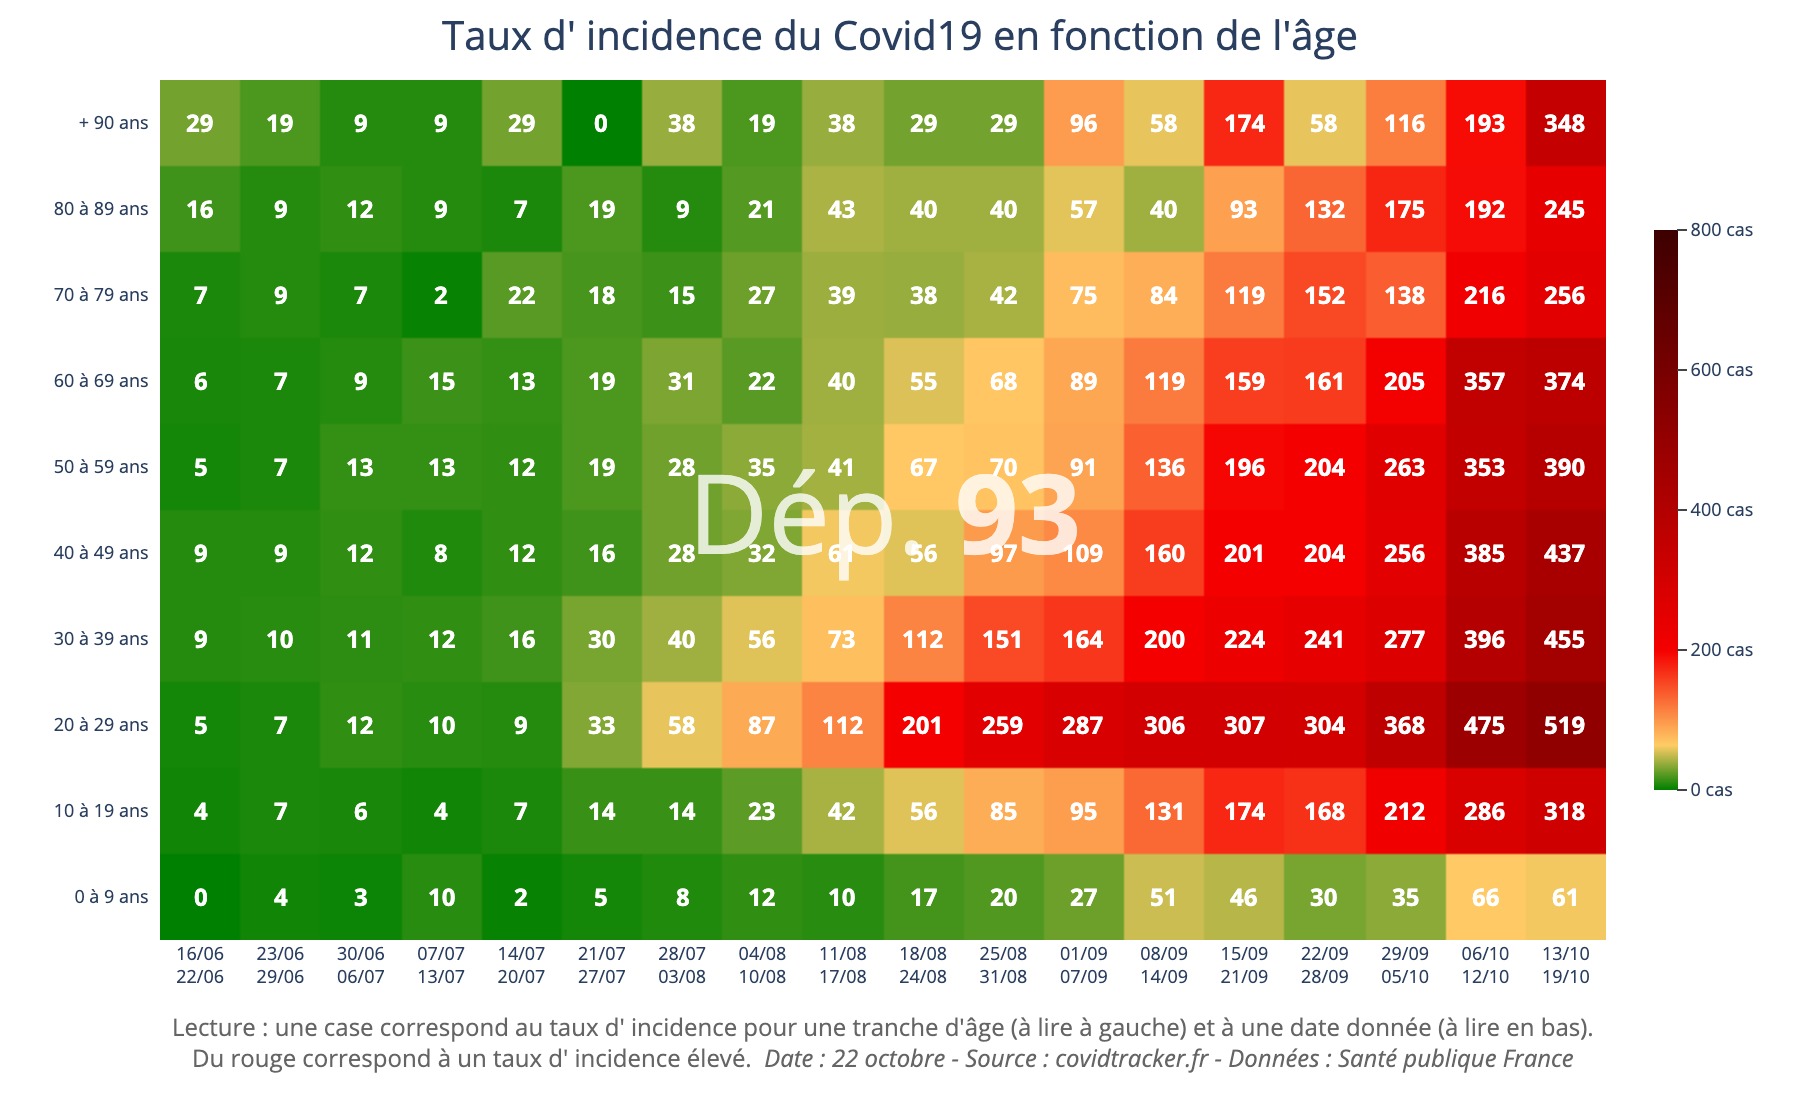 Taux d' incidence du Covid19 en fonction de l'âge
+ 90 ans 29 19 9 9 29 0 38 19 38 29 29 96 58 174 58 116 193 348
80 à 89 ans 16 9 12 9 7 19 9 21 43 40 40 57 40 93 132 175 192 245
70 à 79 ans 7 9 7 2 22 18 15 27 39 38 42 75 84 119 152 138 216 256
60 à 69 ans 6 7 9 15 13 19 31 22 40 55 68 89 119 159 161 205 357 374
50 à 59 ans 5 7 13 13 12 19 28 35 41 67 70 91 136 196 204 263 353 390
Dép. 93
40 à 49 ans 9 9 12 8 12 16 28 32 61 56 97 109 160 201 204 256 385 437
30 à 39 ans 9 10 11 12 16 30 40 56 73 112 151 164 200 224 241 277 396 455
20 à 29 ans 5 7 12 10 9 33 58 87 112 201 259 287 306 307 304 368 475 519
10 à 19 ans 4 7 6 4 7 14 14 23 42 56 85 95 131 174 168 212 286 318
0 à 9 ans 0 4 3 10 2 5 8 12 10 17 20 27 51 46 30 35 66 61
16/06 23/06 30/06 07/07 14/07 21/07 28/07 04/08 11/08 18/08 25/08 01/09 08/09 15/09 22/09 29/09 06/10 13/10
22/06 29/06 06/07 13/07 20/07 27/07 03/08 10/08 17/08 24/08 31/08 07/09 14/09 21/09 28/09 05/10 12/10 19/10
800 cas
600 cas
400 cas
200 cas
0 cas
Lecture : une case correspond au taux d' incidence pour une tranche d'âge (à lire à gauche) et à une date donnée (à lire en bas).
Du rouge correspond à un taux d' incidence élevé. Date : 22 octobre - Source : covidtracker.fr - Données : Santé publique France